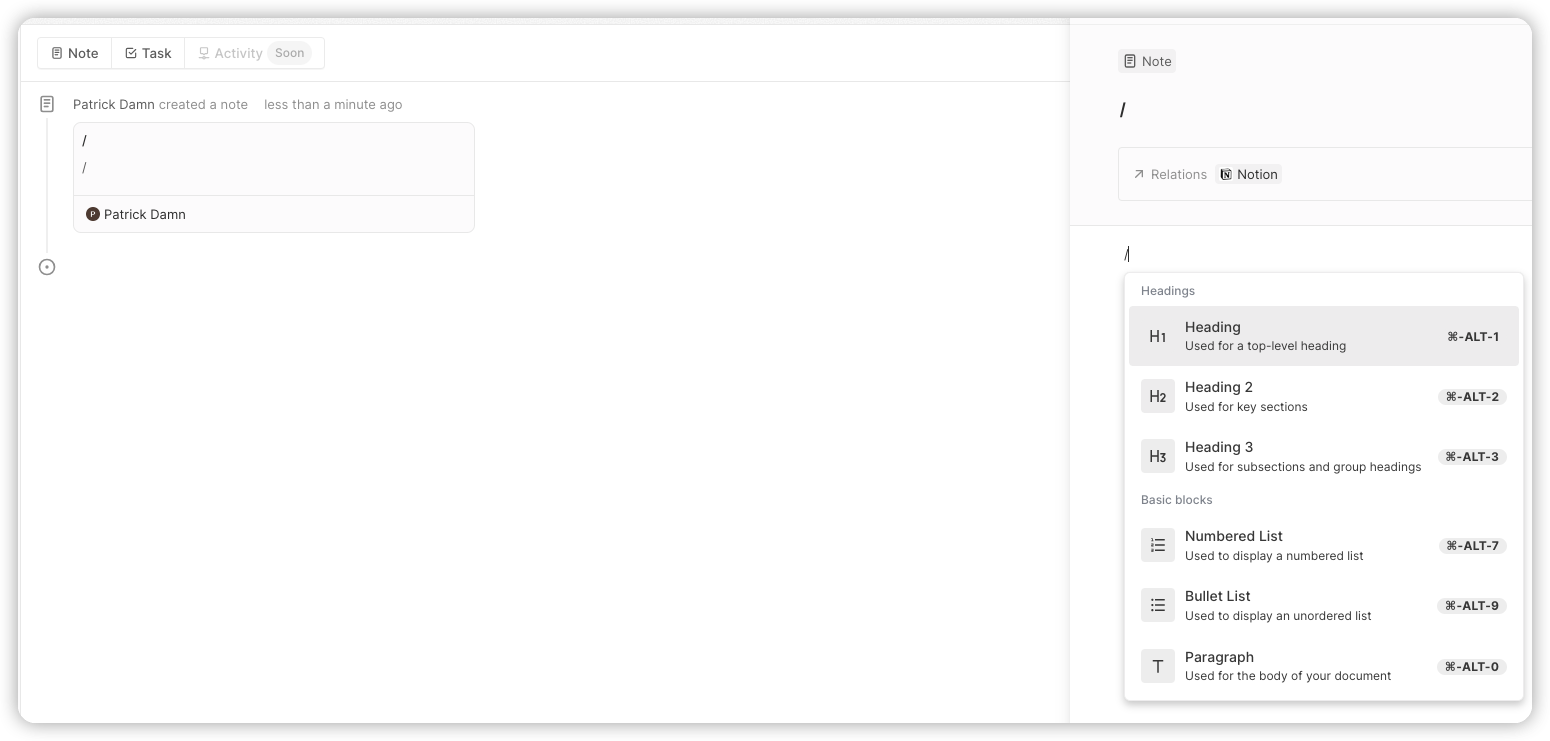 Note Task Activity Soon
Patrick Damn created a note less than a minute ago
/
/
P Patrick Damn
Note
/
Relations Notion
/
Headings
H1 Heading ⌘-ALT-1
Used for a top-level heading
H2 Heading 2 ⌘-ALT-2
Used for key sections
H3 Heading 3 ⌘-ALT-3
Used for subsections and group headings
Basic blocks
Numbered List ⌘-ALT-7
Used to display a numbered list
Bullet List ⌘-ALT-9
Used to display an unordered list
T Paragraph ⌘-ALT-0
Used for the body of your document